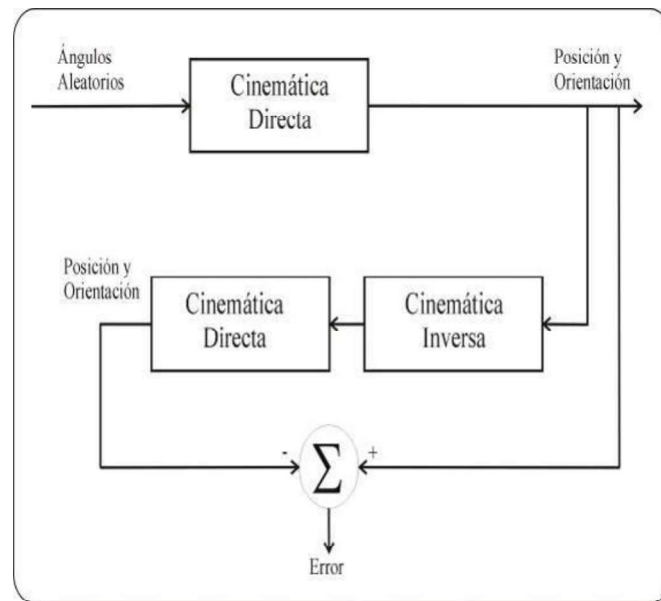 Ángulos
Aleatorios
Cinemática
Directa
Posición y
Orientación
Posición y
Orientación
Cinemática
Directa
Cinemática
Inversa
-
Σ
+
Error